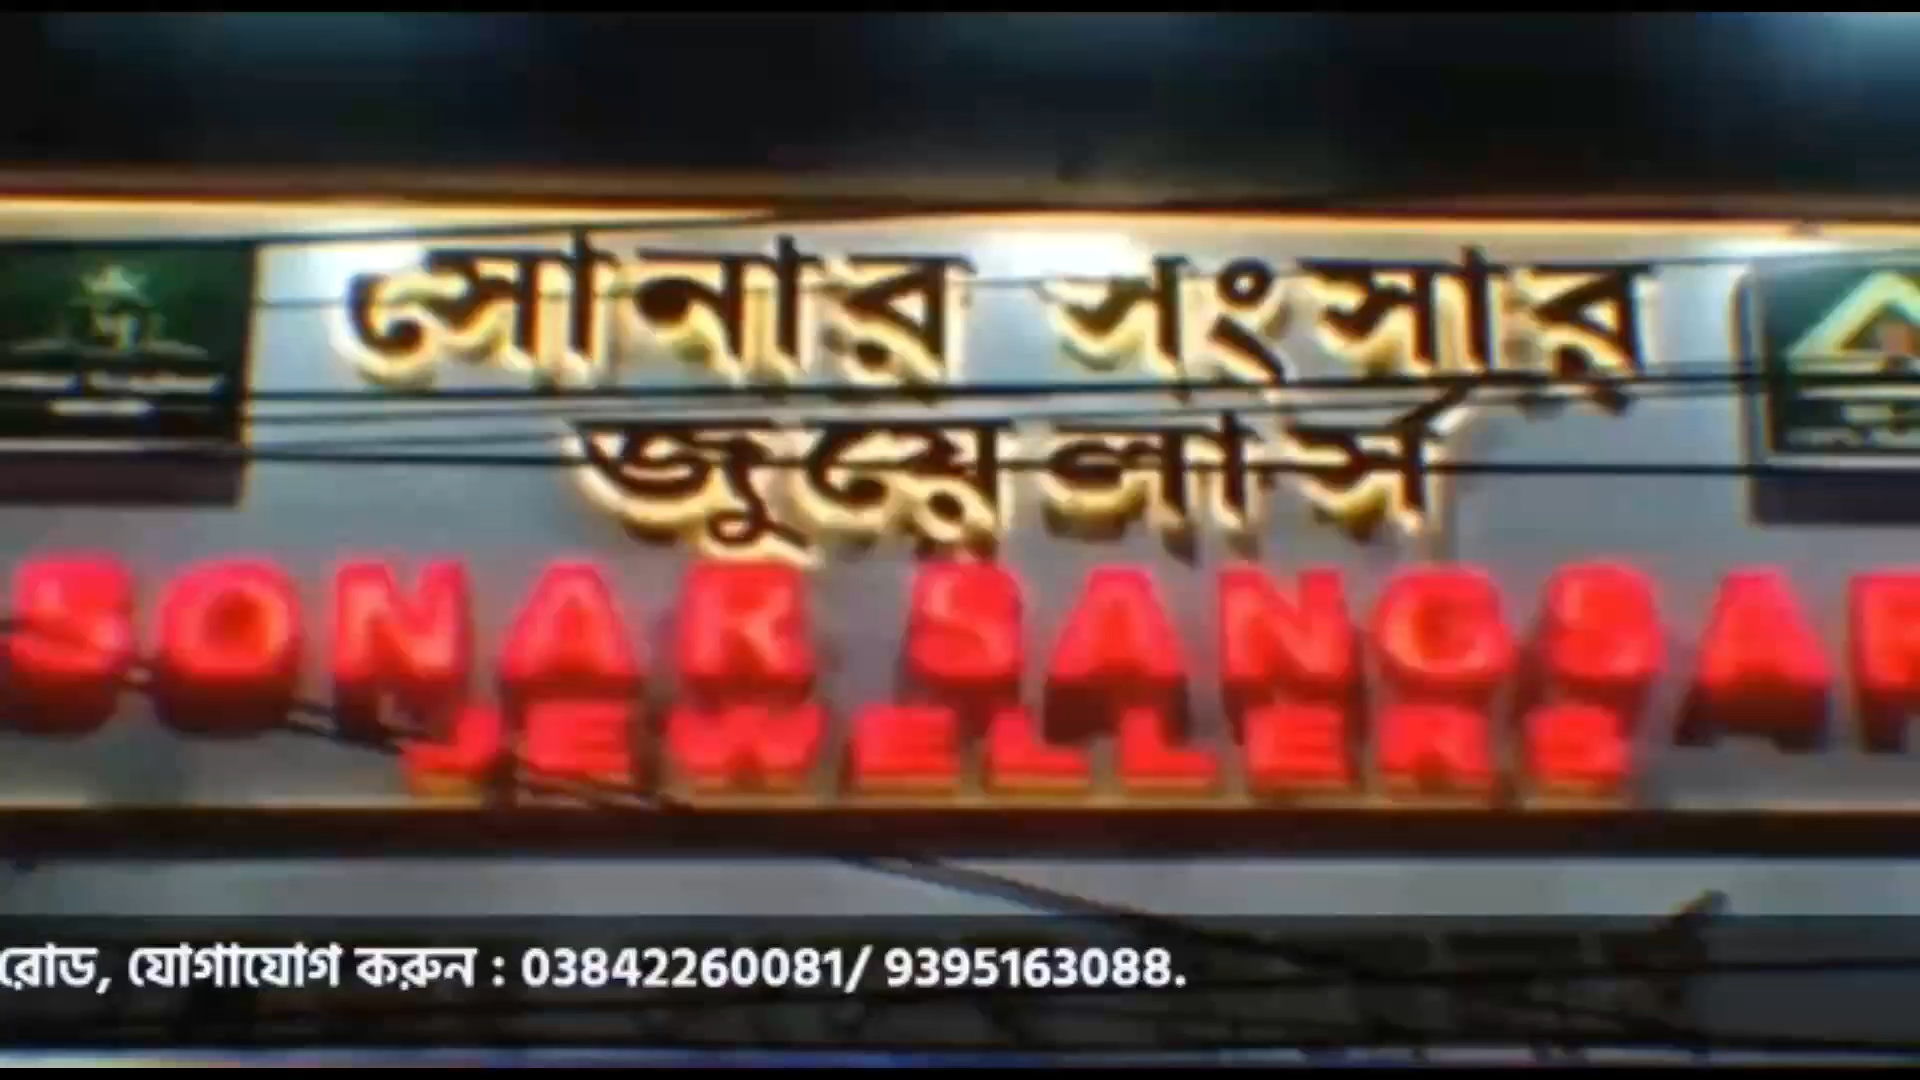 সোনার সংসার
জুয়েলার্স
SONAR SANGSAR
JEWELLERS
রোড, যোগাযোগ করুন : 03842260081/ 9395163088.